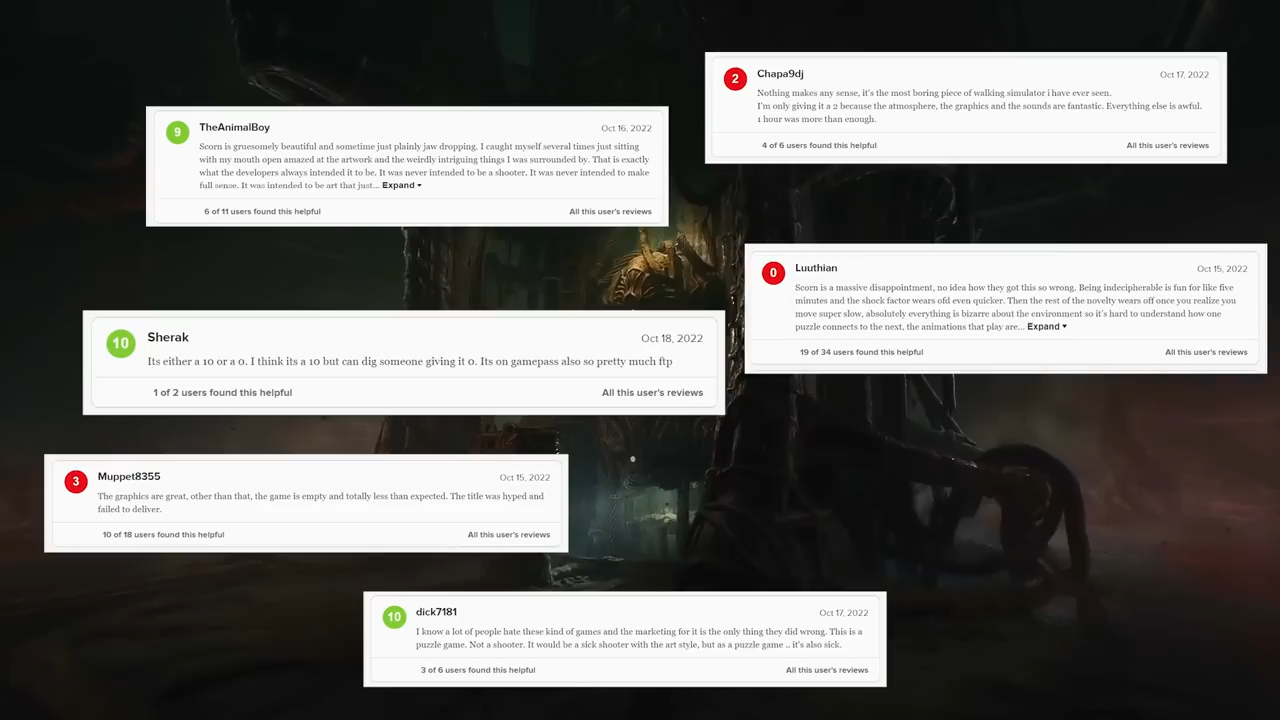 2
Chapa9dj
Oct 17, 2022
Nothing makes any sense, it's the most boring piece of walking simulator i have ever seen.
I'm only giving it a 2 because the atmosphere, the graphics and the sounds are fantastic. Everything else is awful.
1 hour was more than enough.
4 of 6 users found this helpful
All this user's reviews
9
TheAnimalBoy
Oct 16, 2022
Scorn is gruesomely beautiful and sometime just plainly jaw dropping. I caught myself several times just sitting
with my mouth open amazed at the artwork and the weirdly intriguing things I was surrounded by. That is exactly
what the developers always intended it to be. It was never intended to be a shooter. It was never intended to make
full sense. It was intended to be art that just... Expand
6 of 11 users found this helpful
All this user's reviews
0
Luuthian
Oct 15, 2022
Scorn is a massive disappointment, no idea how they got this so wrong. Being indecipherable is fun for like five
minutes and the shock factor wears ofd even quicker. Then the rest of the novelty wears off once you realize you
move super slow, absolutely everything is bizarre about the environment so it's hard to understand how one
puzzle connects to the next, the animations that play are... Expand
19 of 34 users found this helpful
All this user's reviews
10
Sherak
Oct 18, 2022
Its either a 10 or a 0. I think its a 10 but can dig someone giving it 0. Its on gamepass also so pretty much ftp
1 of 2 users found this helpful
All this user's reviews
3
Muppet8355
Oct 15, 2022
The graphics are great, other than that, the game is empty and totally less than expected. The title was hyped and
failed to deliver.
10 of 18 users found this helpful
All this user's reviews
10
dick7181
Oct 17, 2022
I know a lot of people hate these kind of games and the marketing for it is the only thing they did wrong. This is a
puzzle game. Not a shooter. It would be a sick shooter with the art style, but as a puzzle game .. it's also sick.
3 of 6 users found this helpful
All this user's reviews